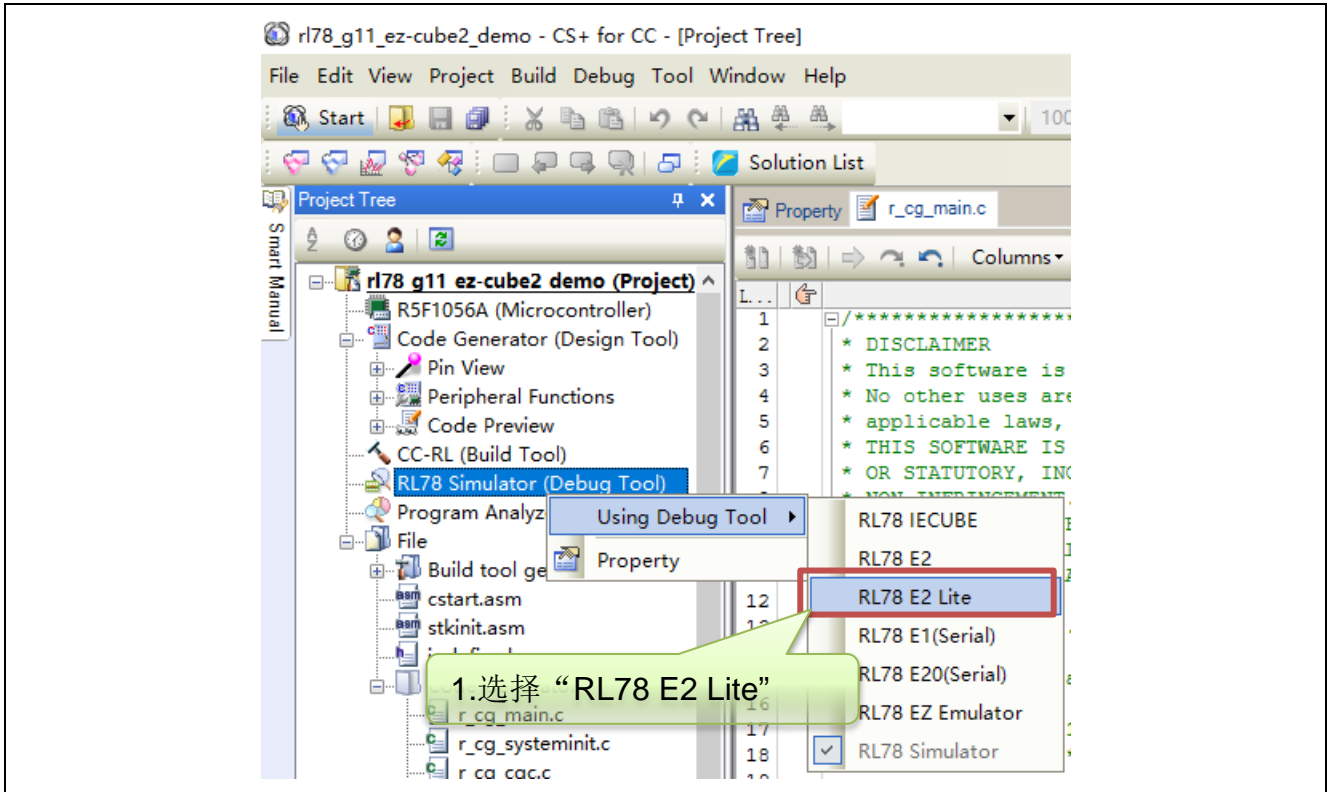 rl78_g11_ez-cube2_demo - CS+ for CC - [Project Tree]
File Edit View Project Build Debug Tool Window Help
Start 100
Solution List
Smart Manual
Project Tree
Property r_cg_main.c
Columns
rl78 g11 ez-cube2 demo (Project)
R5F1056A (Microcontroller)
Code Generator (Design Tool)
Pin View
Peripheral Functions
Code Preview
CC-RL (Build Tool)
RL78 Simulator (Debug Tool)
Program Analyz
File
Build tool ge
cstart.asm
stkinit.asm
r_cg_main.c
r_cg_systeminit.c
r_cg_cgc.c
L...
1 /******************
2 * DISCLAIMER
3 * This software is
4 * No other uses are
5 * applicable laws,
6 * THIS SOFTWARE IS
7 * OR STATUTORY, INC
* NON-INFRINGEMENT
12
16
17
18
Using Debug Tool
Property
RL78 IECUBE
RL78 E2
RL78 E2 Lite
RL78 E1(Serial)
RL78 E20(Serial)
RL78 EZ Emulator
RL78 Simulator
1.选择“RL78 E2 Lite”